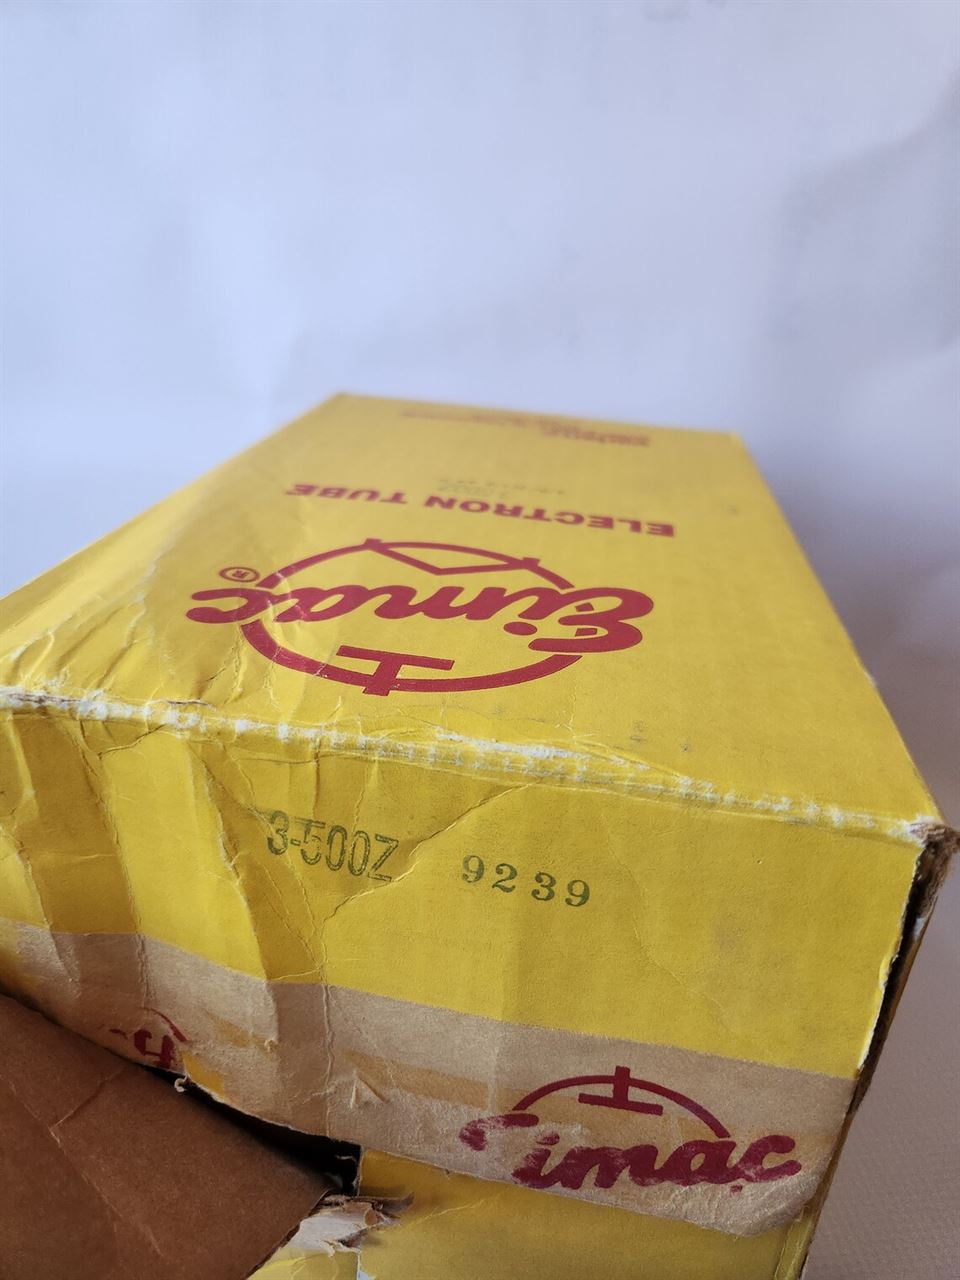 ELECTRON TUBE
Eimac®
3-500Z 9239
Eimac